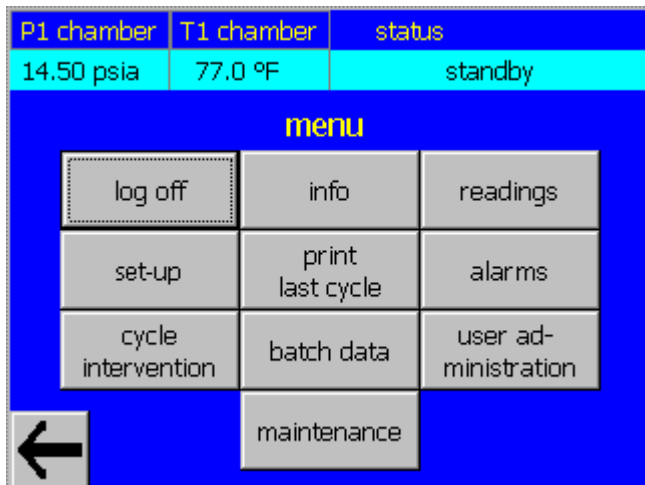 P1 chamber T1 chamber status
14.50 psia 77.0 ºF standby
menu
log off info readings
set-up print last cycle alarms
cycle intervention batch data user ad-ministration
maintenance